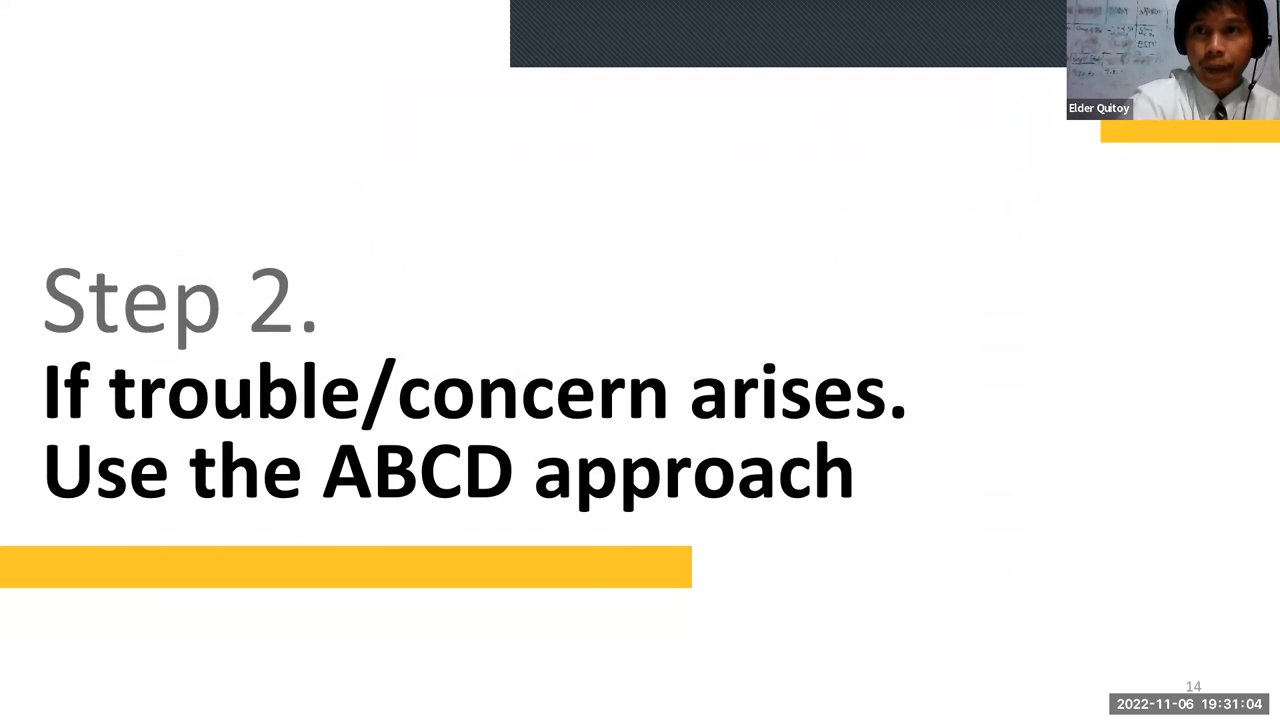 Elder Quitoy
Step 2.
If trouble/concern arises.
Use the ABCD approach
14
2022-11-06 19:31:04